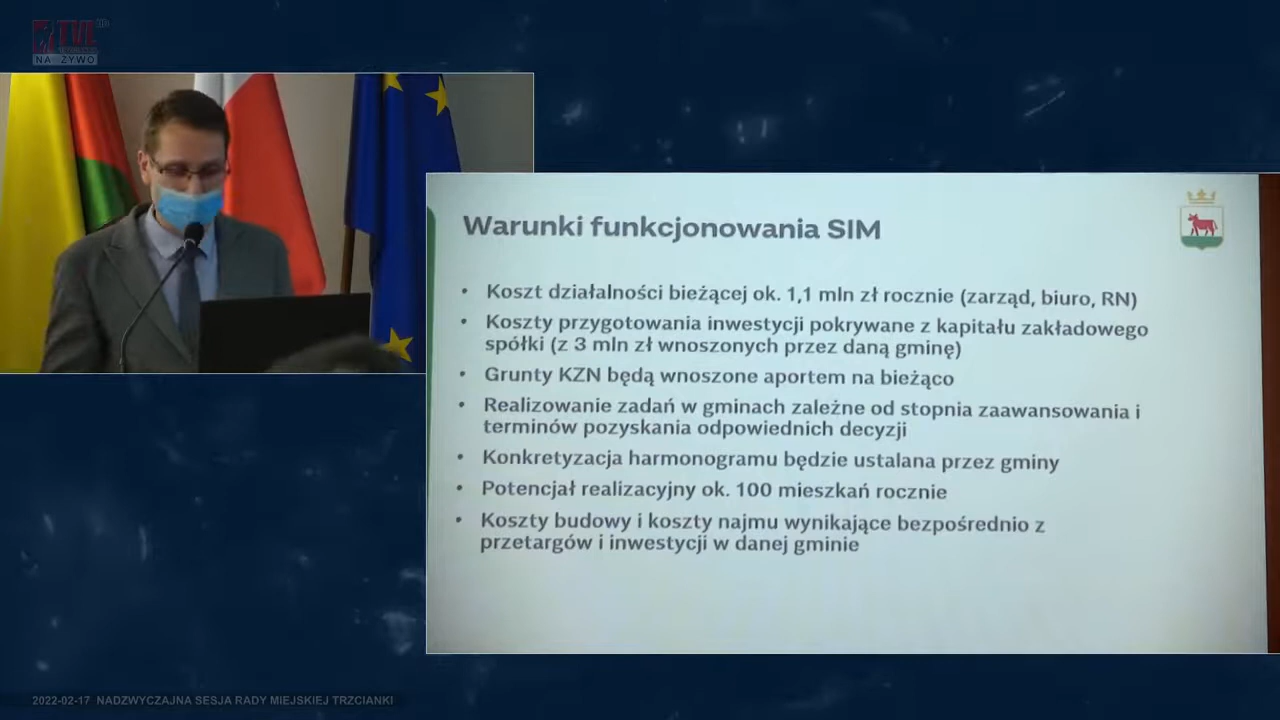 TVL HD
NA ŻYWO
Warunki funkcjonowania SIM
• Koszt działalności bieżącej ok. 1,1 mln zł rocznie (zarząd, biuro, RN)
• Koszty przygotowania inwestycji pokrywane z kapitału zakładowego
spółki (z 3 mln zł wnoszonych przez daną gminę)
• Grunty KZN będą wnoszone aportem na bieżąco
• Realizowanie zadań w gminach zależne od stopnia zaawansowania i
terminów pozyskania odpowiednich decyzji
• Konkretyzacja harmonogramu będzie ustalana przez gminy
• Potencjał realizacyjny ok. 100 mieszkań rocznie
• Koszty budowy i koszty najmu wynikające bezpośrednio z
przetargów i inwestycji w danej gminie
2022-02-17 NADZWYCZAJNA SESJA RADY MIEJSKIEJ TRZCIANKI